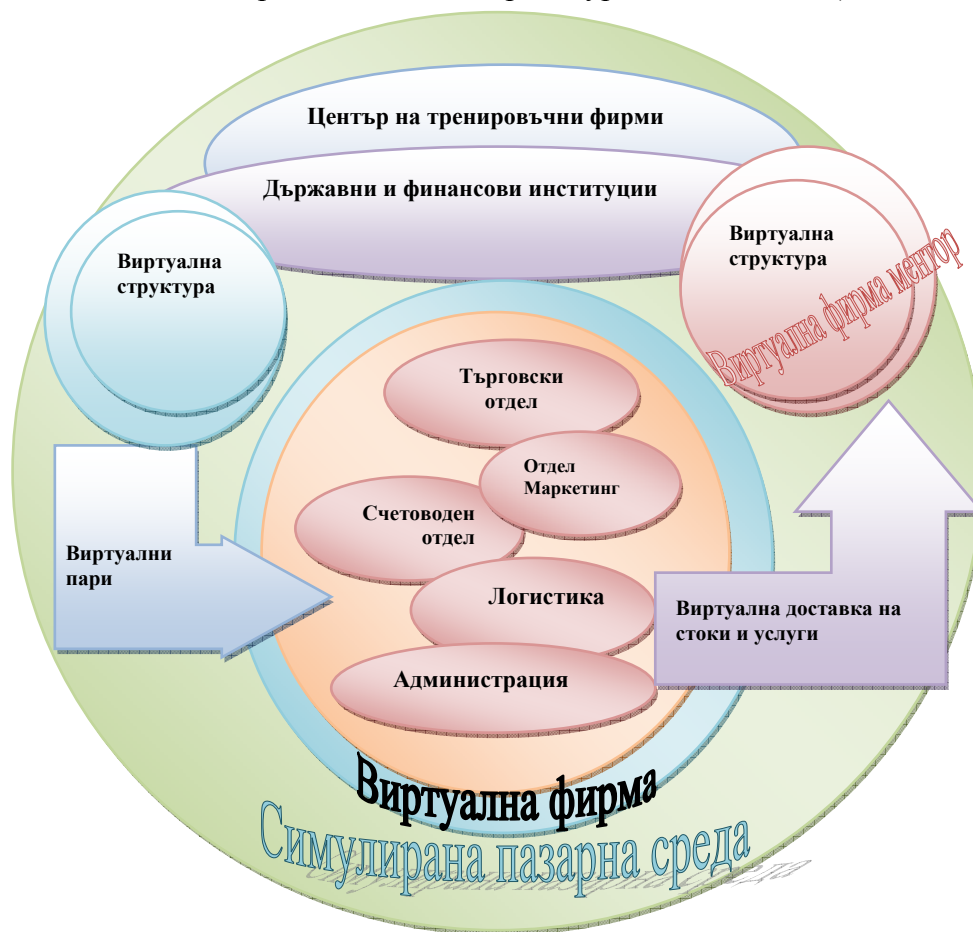 Център на тренировъчни фирми
Държавни и финансови институции
Виртуална
структура
Виртуална
структура
Виртуална фирма ментор
Търговски
отдел
Отдел
Маркетинг
Счетоводен
отдел
Логистика
Администрация
Виртуални
пари
Виртуална доставка на
стоки и услуги
Виртуална фирма
Симулирана пазарна среда